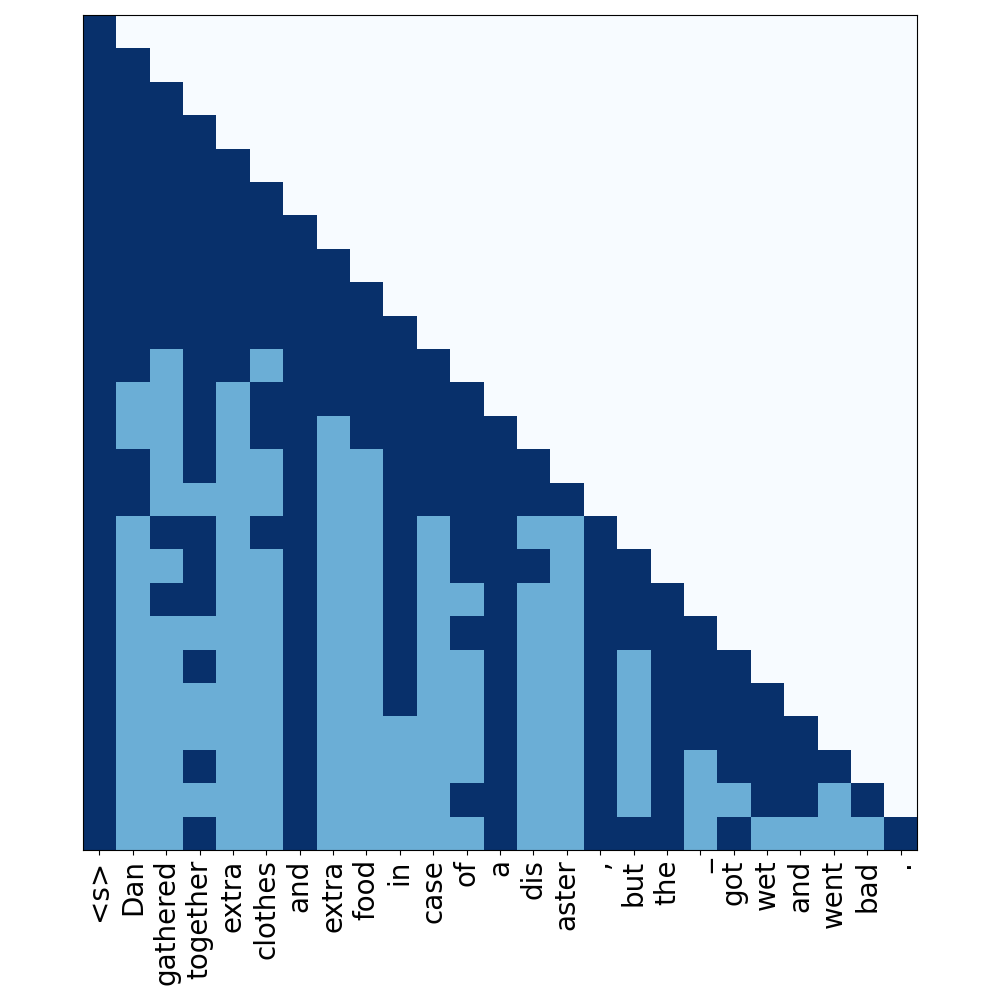 <s> Dan gathered together extra clothes and extra food in case of a dis aster , but the _ got wet and went bad .